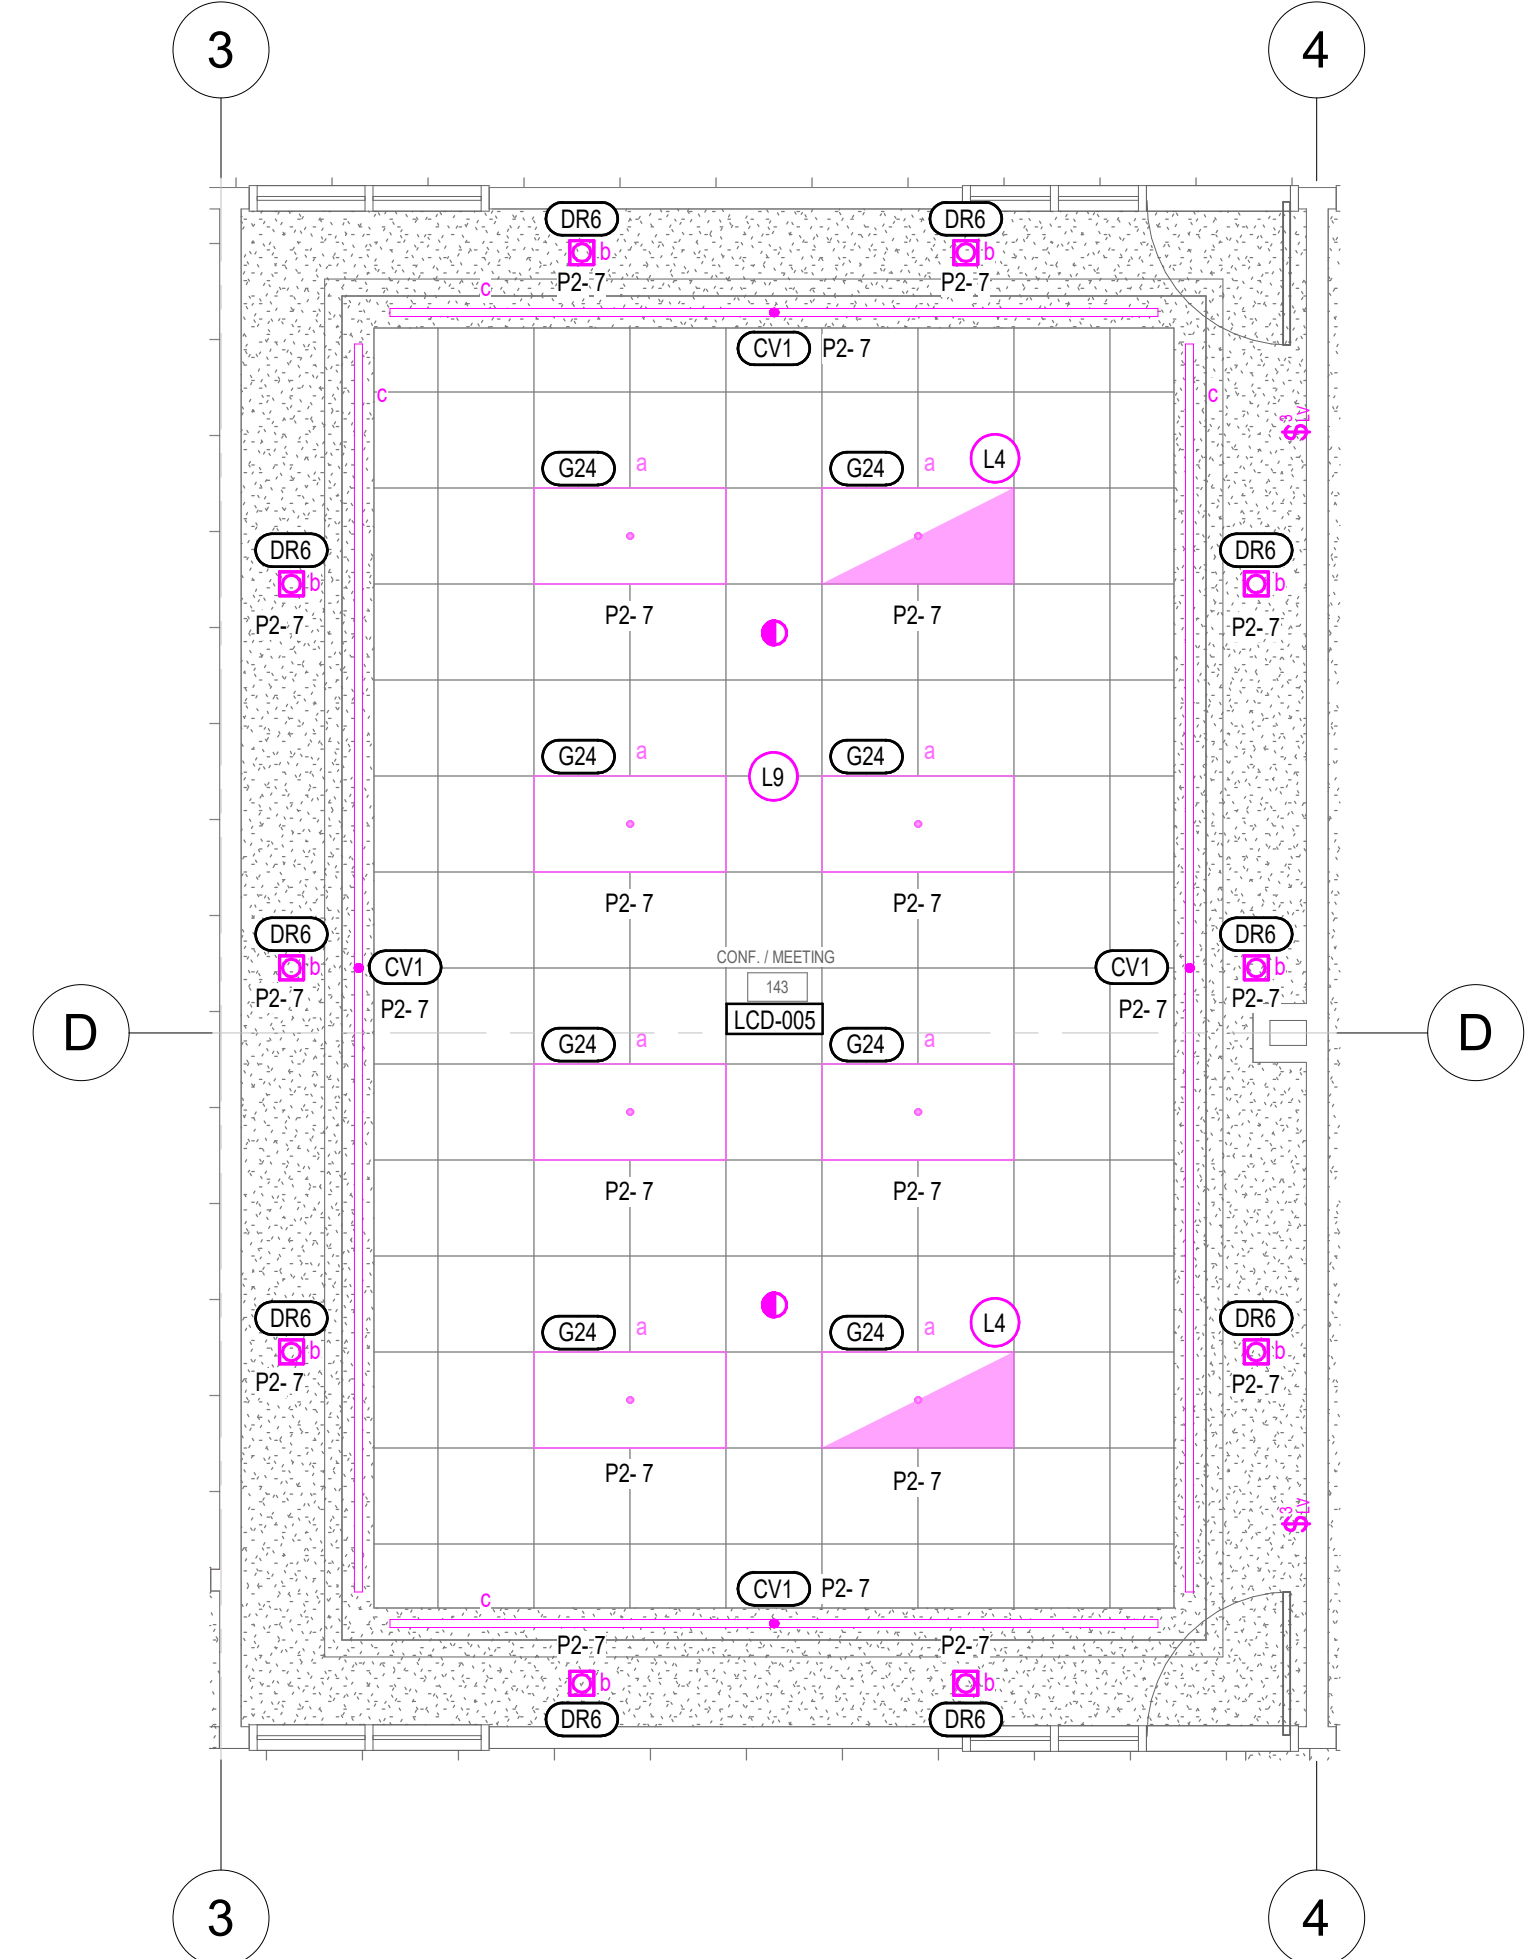 3 4
DR6 DR6
b b
P2- 7 P2- 7
c
CV1 P2- 7
c c
$3LV
G24 a G24 a L4
DR6 DR6
b b
P2- 7 P2- 7 P2- 7 P2- 7
G24 a G24 a
L9
P2- 7 P2- 7
DR6 DR6
CONF. / MEETING
b CV1 CV1 b
143
P2- 7 P2- 7 P2- 7 P2- 7
LCD-005
D D
G24 a G24 a
P2- 7 P2- 7
DR6 G24 a G24 a L4 DR6
b b
P2- 7 P2- 7
P2- 7 P2- 7
$3LV
CV1 P2- 7
c
P2- 7 P2- 7
b b
DR6 DR6
3 4